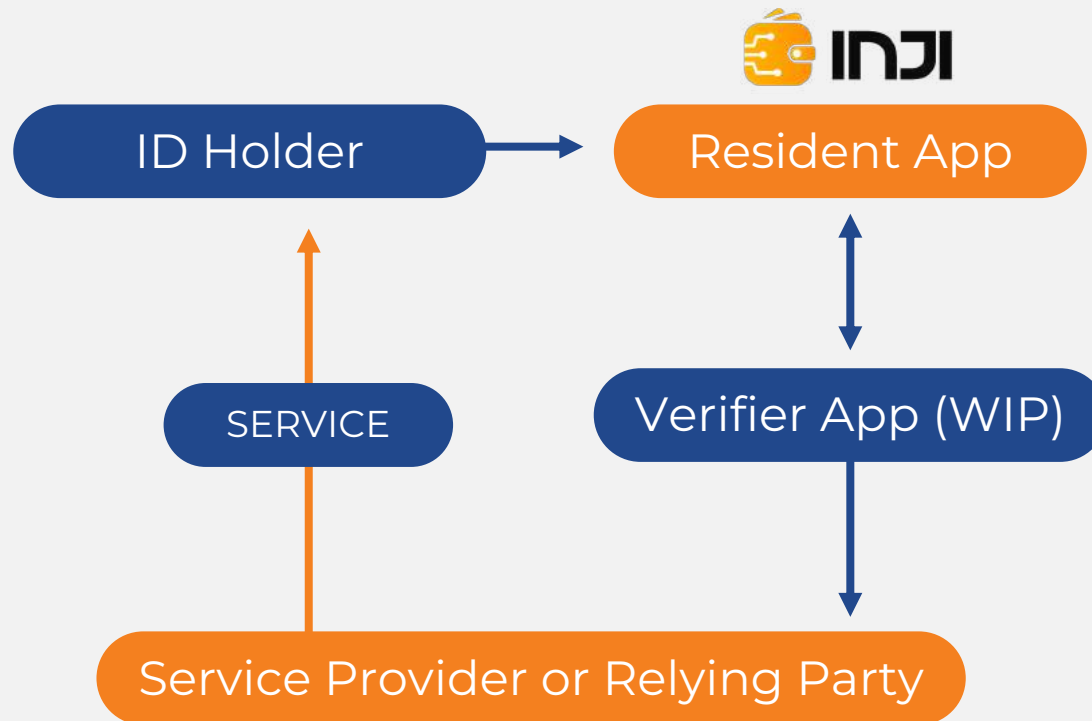 INJI
ID Holder
Resident App
SERVICE
Verifier App (WIP)
Service Provider or Relying Party